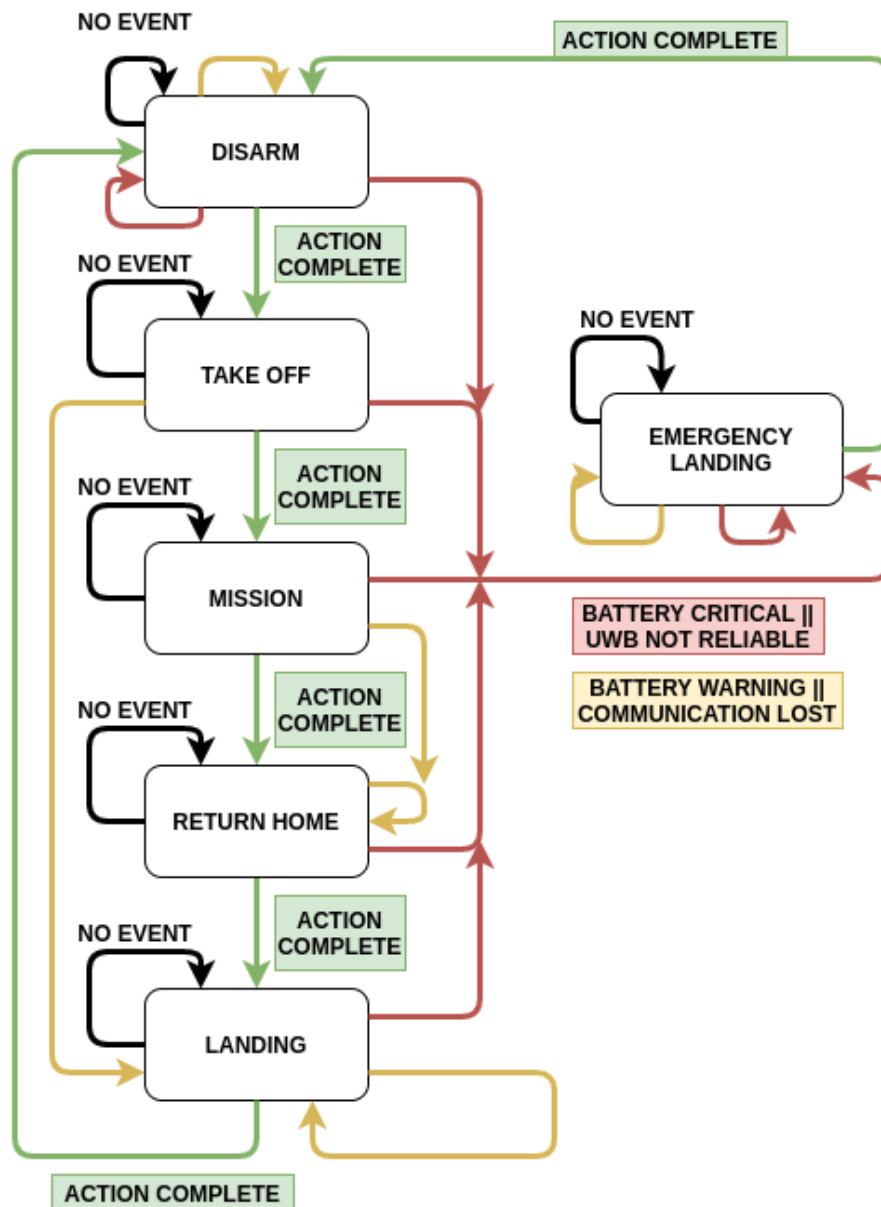 NO EVENT
ACTION COMPLETE
DISARM
ACTION
COMPLETE
NO EVENT
TAKE OFF
NO EVENT
EMERGENCY
LANDING
ACTION
COMPLETE
NO EVENT
MISSION
BATTERY CRITICAL ||
UWB NOT RELIABLE
BATTERY WARNING ||
COMMUNICATION LOST
ACTION
COMPLETE
NO EVENT
RETURN HOME
ACTION
COMPLETE
NO EVENT
LANDING
ACTION COMPLETE